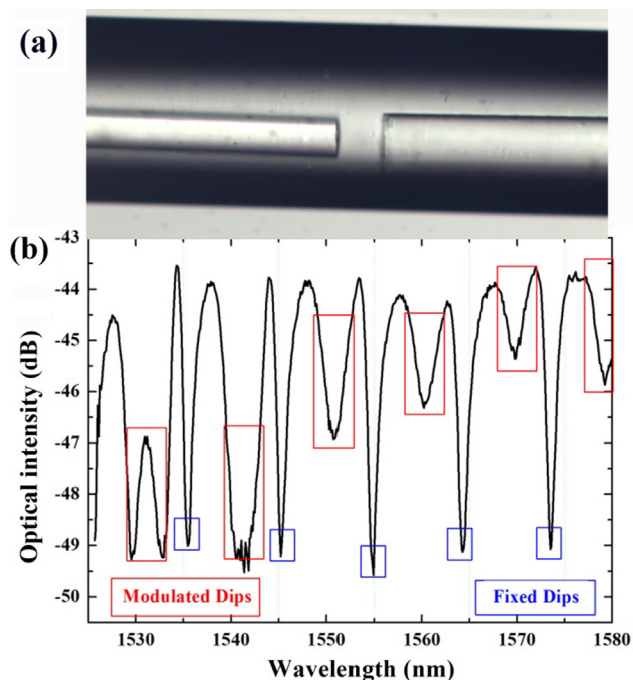 (a)
(b)
-43
-44
-45
-46
-47
-48
-49
-50
Optical intensity (dB)
Modulated Dips
Fixed Dips
1530
1540
1550
1560
1570
1580
Wavelength (nm)